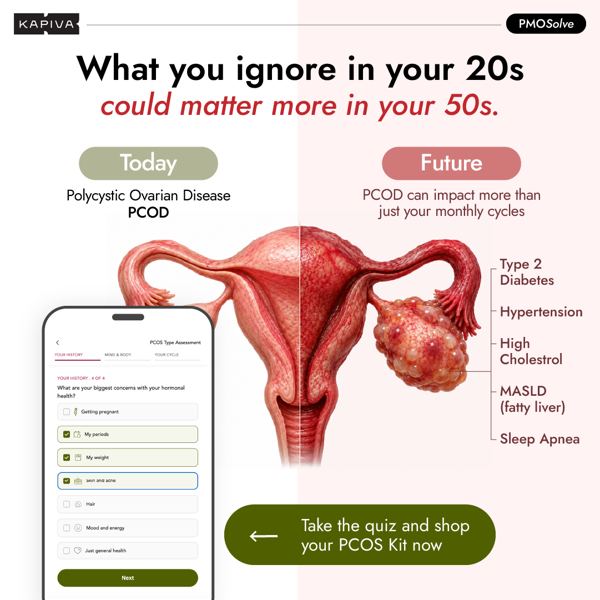 KAPIVA
PMOSolve
What you ignore in your 20s
could matter more in your 50s.
Today
Polycystic Ovarian Disease
PCOD
Future
PCOD can impact more than
just your monthly cycles
Type 2
Diabetes
Hypertension
High
Cholestrol
MASLD
(fatty liver)
Sleep Apnea
PCOS Type Assessment
YOUR HISTORY
MIND & BODY
YOUR CYCLE
YOUR HISTORY · 4 OF 4
What are your biggest concerns with your hormonal
health?
Getting pregnant
My periods
My weight
skin and acne
Hair
Mood and energy
Just general health
Next
Take the quiz and shop
your PCOS Kit now